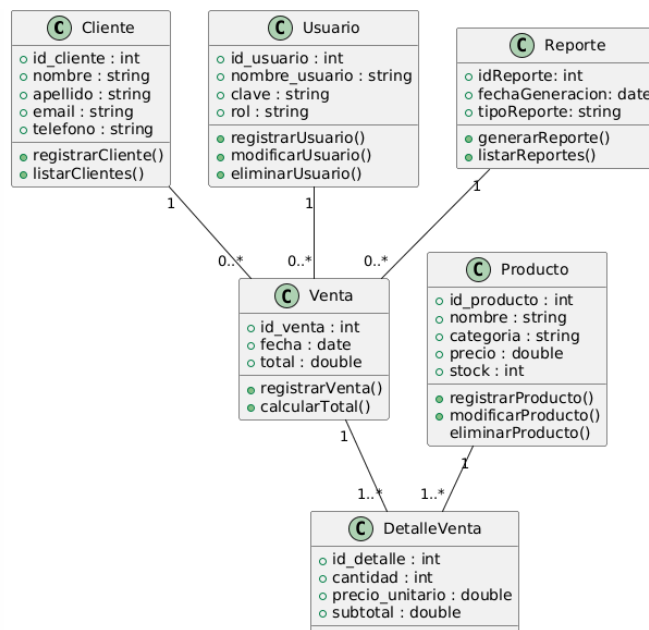 C Cliente
id_cliente : int
nombre : string
apellido : string
email : string
telefono : string
registrarCliente()
listarClientes()
C Usuario
id_usuario : int
nombre_usuario : string
clave : string
rol : string
registrarUsuario()
modificarUsuario()
eliminarUsuario()
C Reporte
idReporte: int
fechaGeneracion: date
tipoReporte: string
generarReporte()
listarReportes()
1
1
1
0..*
0..*
0..*
C Venta
id_venta : int
fecha : date
total : double
registrarVenta()
calcularTotal()
C Producto
id_producto : int
nombre : string
categoria : string
precio : double
stock : int
registrarProducto()
modificarProducto()
eliminarProducto()
1
1
1..*
1..*
C DetalleVenta
id_detalle : int
cantidad : int
precio_unitario : double
subtotal : double